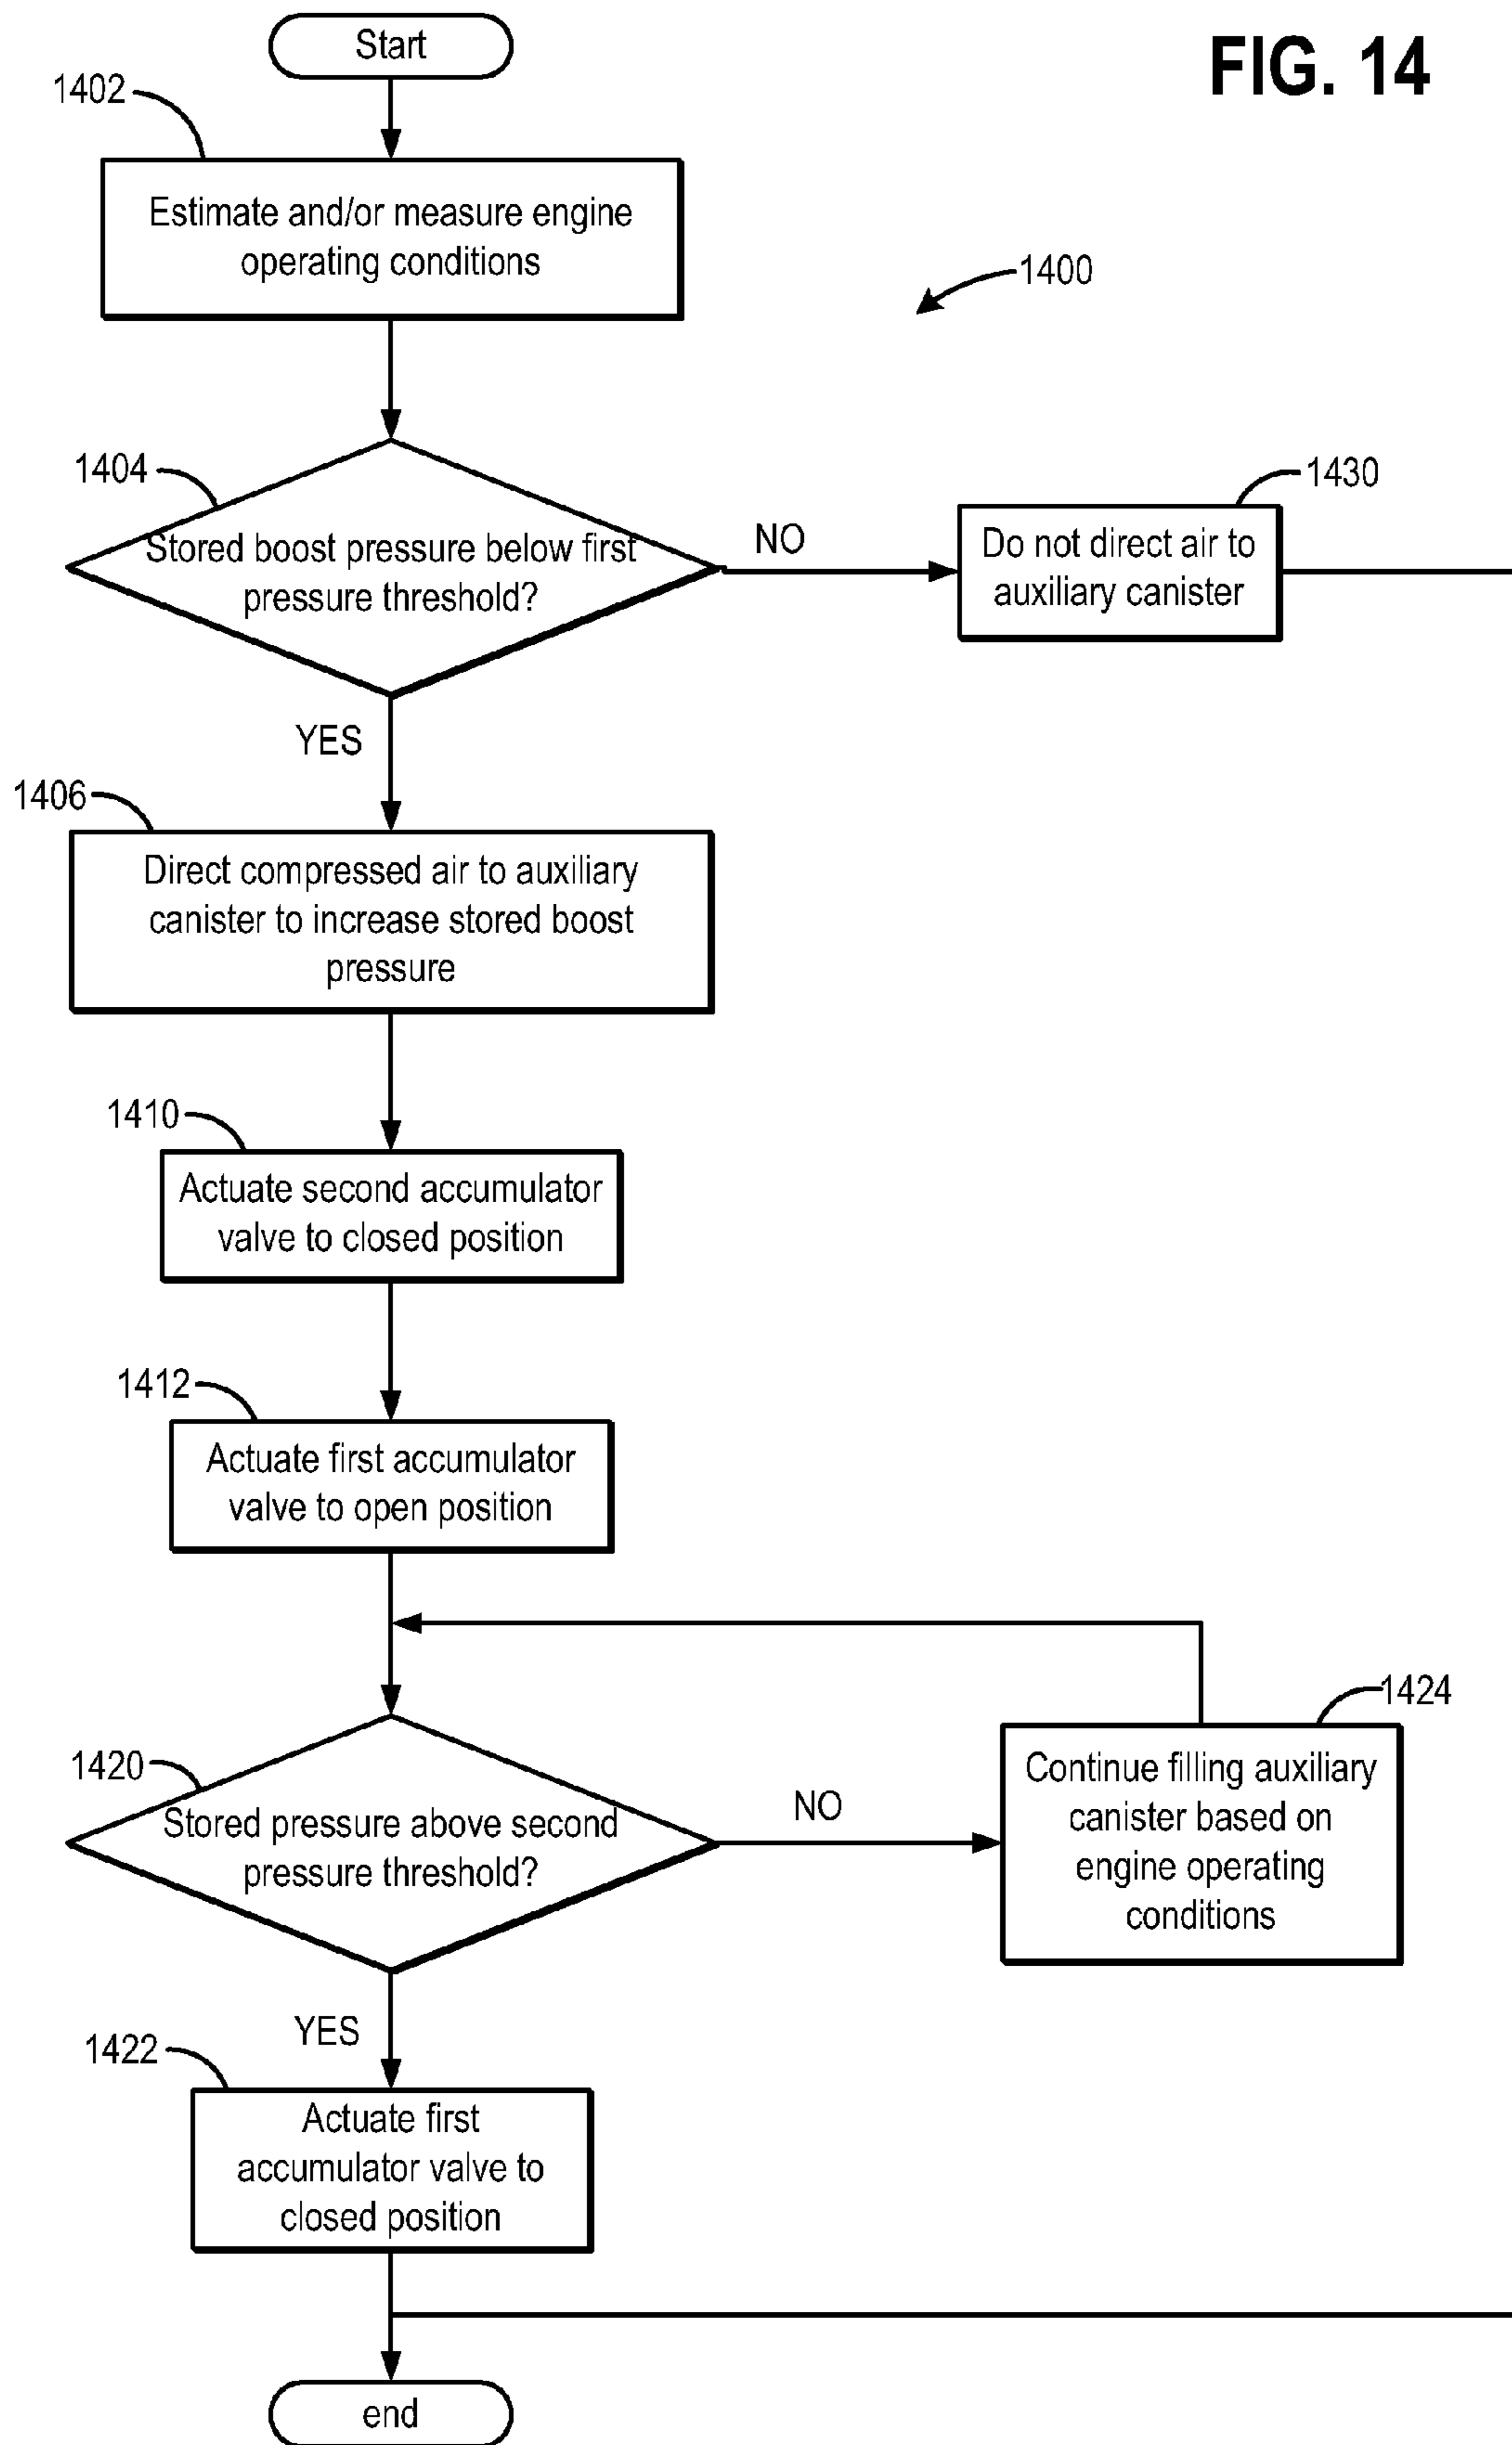 FIG. 14
Start
1402
Estimate and/or measure engine
operating conditions
1400
1404
Stored boost pressure below first
pressure threshold?
NO
1430
Do not direct air to
auxiliary canister
YES
1406
Direct compressed air to auxiliary
canister to increase stored boost
pressure
1410
Actuate second accumulator
valve to closed position
1412
Actuate first accumulator
valve to open position
1420
Stored pressure above second
pressure threshold?
NO
1424
Continue filling auxiliary
canister based on
engine operating
conditions
YES
1422
Actuate first
accumulator valve to
closed position
end